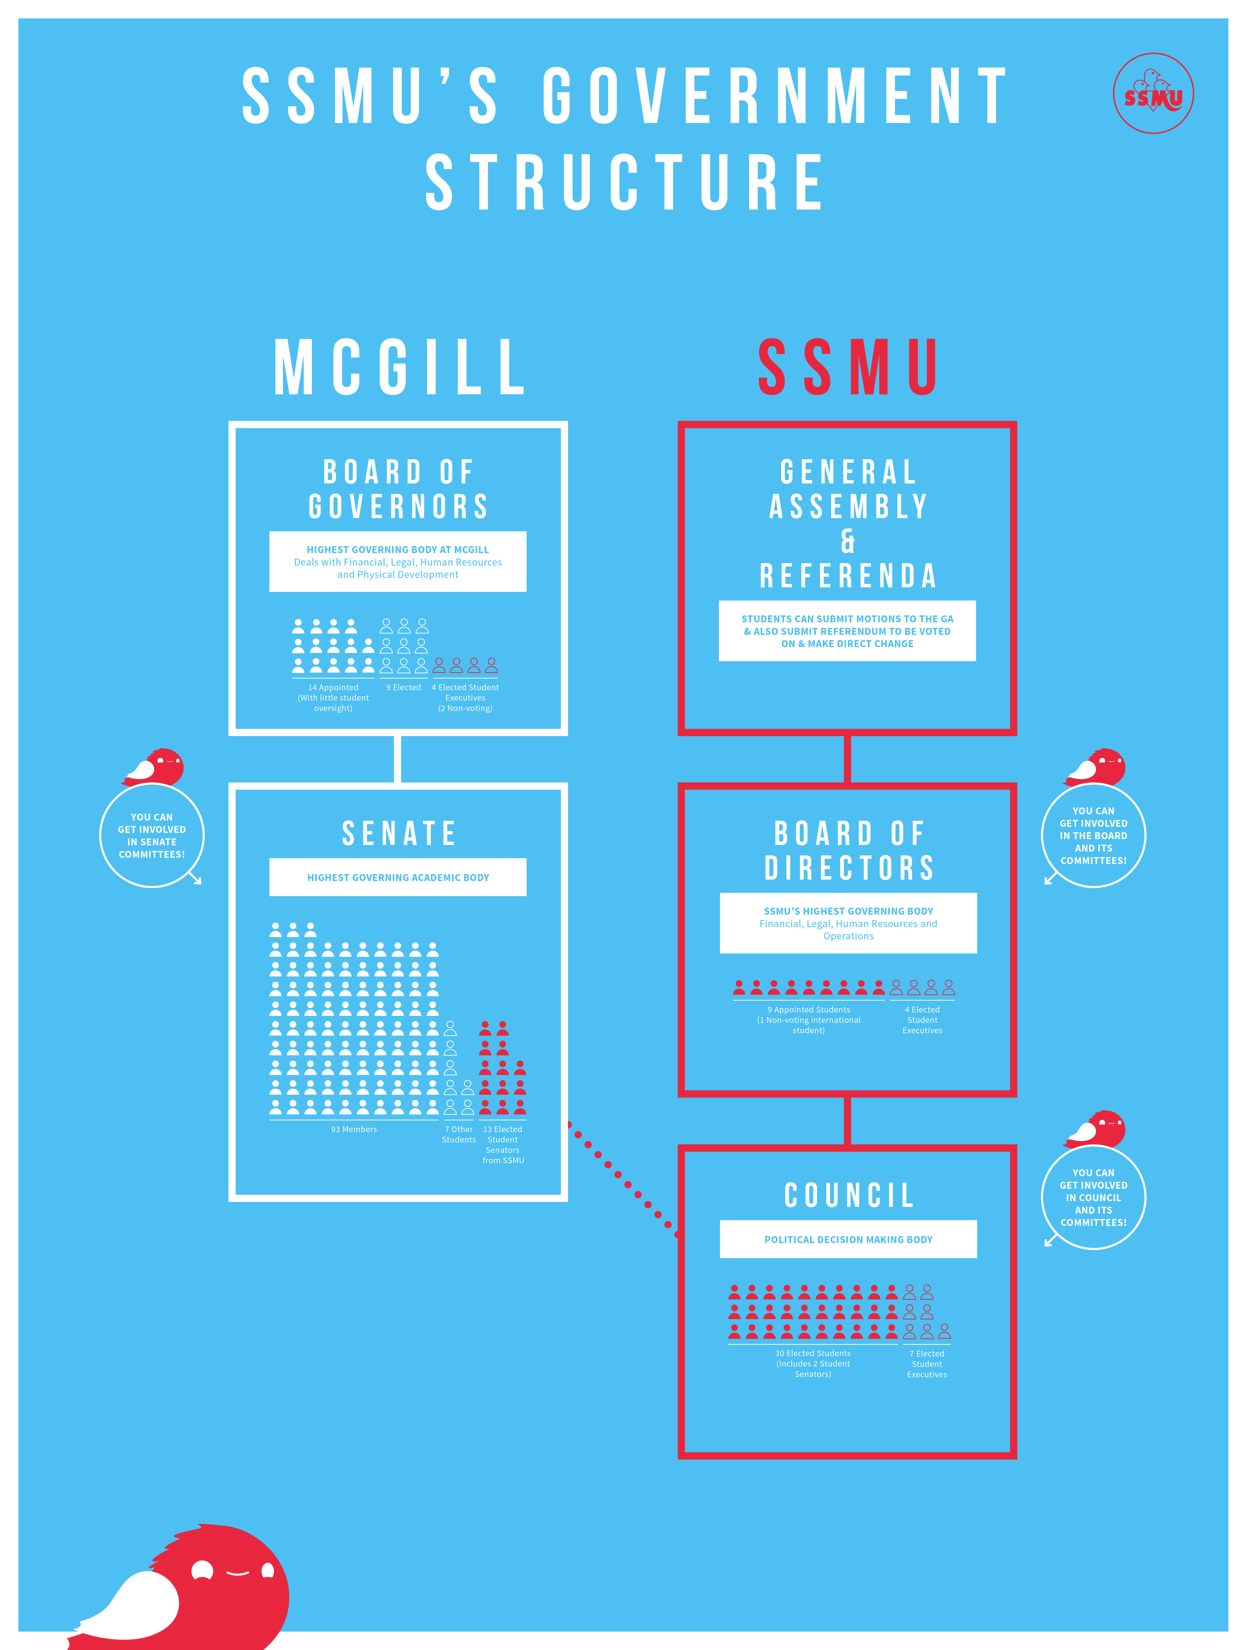 SSMU'S GOVERNMENT
STRUCTURE
SSMU
MCGILL
BOARD OF
GOVERNORS
HIGHEST GOVERNING BODY AT MCGILL
Deals with Financial, Legal, Human Resources
and Physical Development
14 Appointed
(With little student
oversight)
9 Elected
4 Elected Student
Executives
(2 Non-voting)
YOU CAN
GET INVOLVED
IN SENATE
COMMITTEES!
SENATE
HIGHEST GOVERNING ACADEMIC BODY
93 Members
7 Other
Students
13 Elected
Student
Senators
from SSMU
SSMU
GENERAL
ASSEMBLY
&
REFERENDA
STUDENTS CAN SUBMIT MOTIONS TO THE GA
& ALSO SUBMIT REFERENDUM TO BE VOTED
ON & MAKE DIRECT CHANGE
BOARD OF
DIRECTORS
SSMU'S HIGHEST GOVERNING BODY
Financial, Legal, Human Resources and
Operations
9 Appointed Students
(1 Non-voting international
student)
4 Elected
Student
Executives
YOU CAN
GET INVOLVED
IN THE BOARD
AND ITS
COMMITTEES!
COUNCIL
POLITICAL DECISION MAKING BODY
30 Elected Students
(Includes 2 Student
Senators)
7 Elected
Student
Executives
YOU CAN
GET INVOLVED
IN COUNCIL
AND ITS
COMMITTEES!